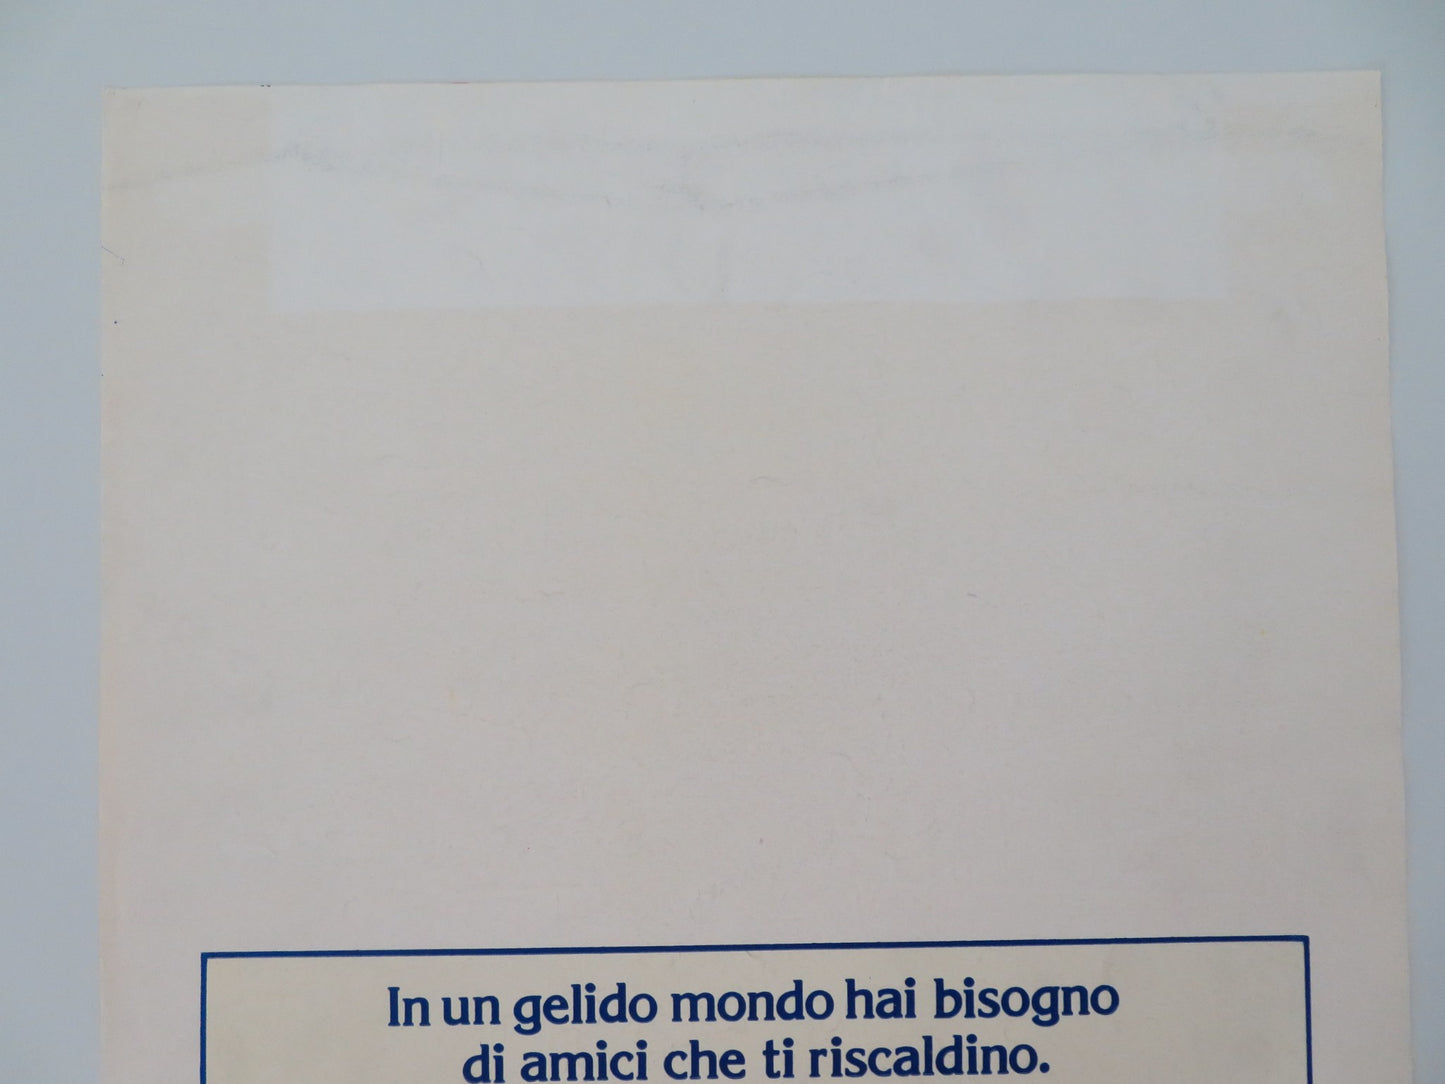 In un gelido mondo hai bisogno
di amici che ti riscaldino.